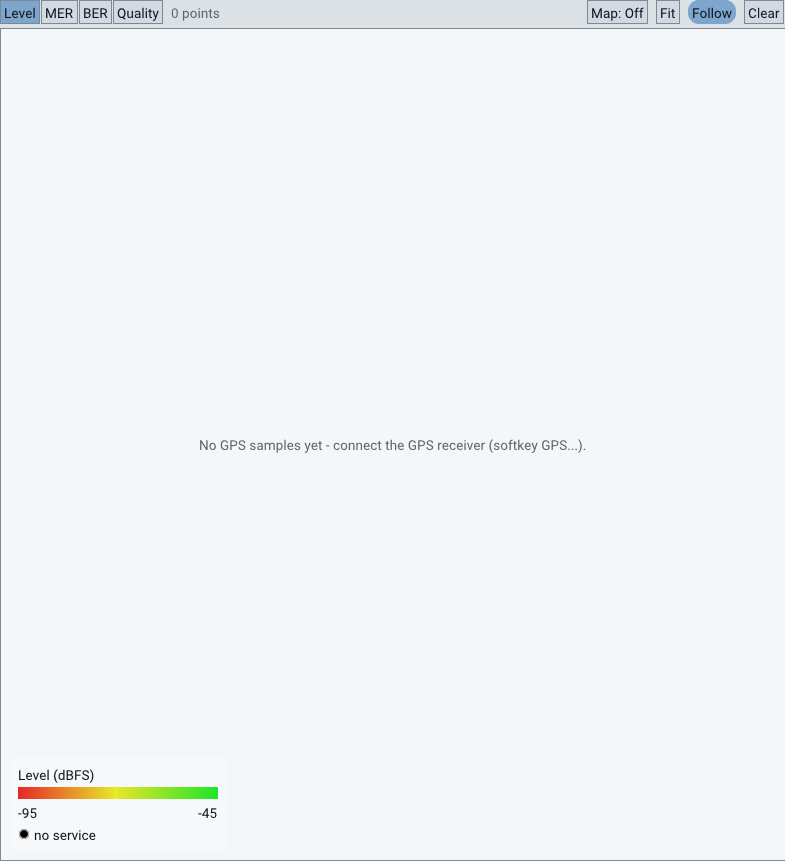 Level MER BER Quality 0 points Map: Off Fit Follow Clear
No GPS samples yet - connect the GPS receiver (softkey GPS...).
Level (dBFS)
-95 -45
no service